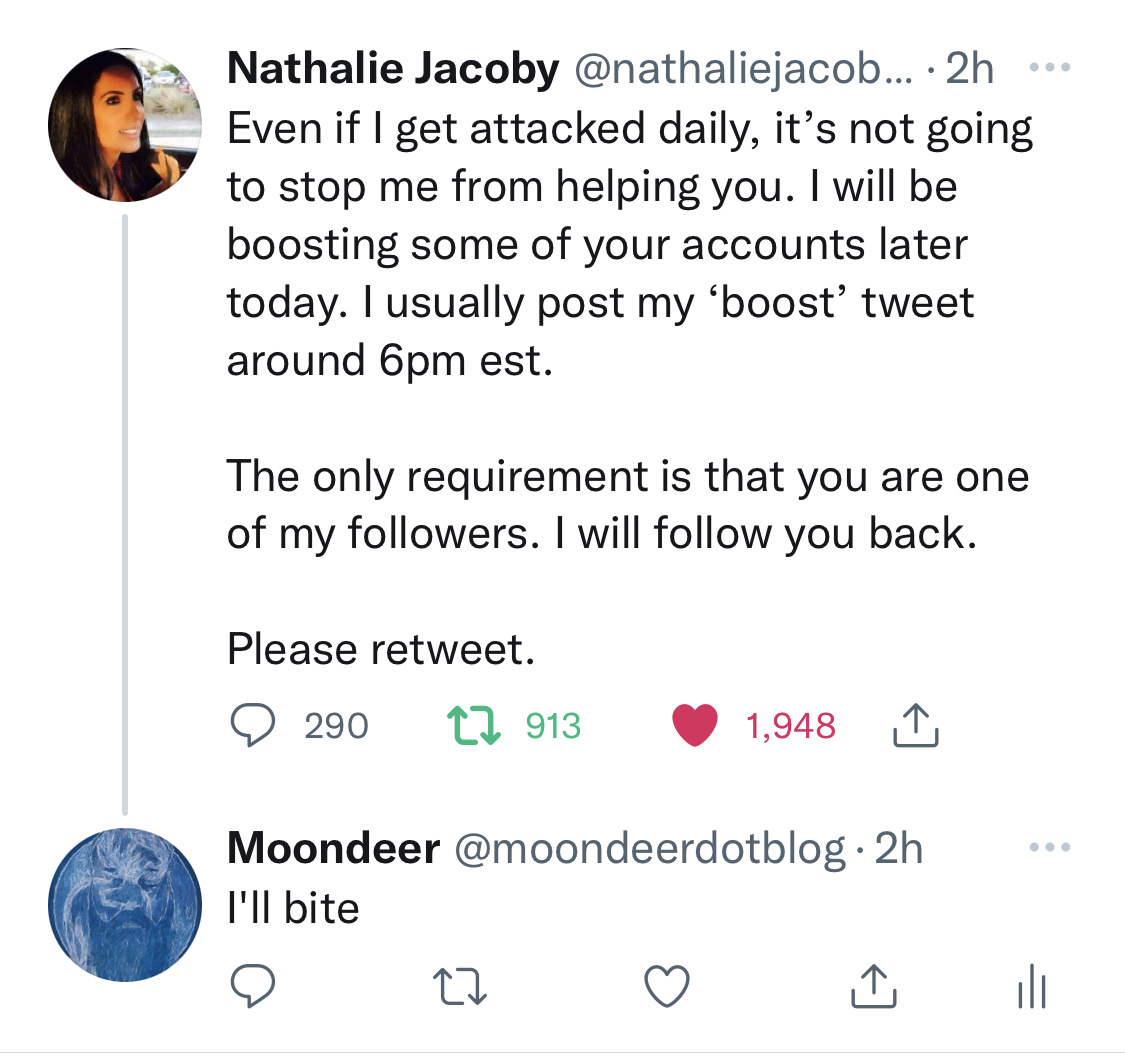 Nathalie Jacoby @nathaliejacob... · 2h
Even if I get attacked daily, it’s not going
to stop me from helping you. I will be
boosting some of your accounts later
today. I usually post my ‘boost’ tweet
around 6pm est.
The only requirement is that you are one
of my followers. I will follow you back.
Please retweet.
290 913 1,948
Moondeer @moondeerdotblog · 2h
I'll bite